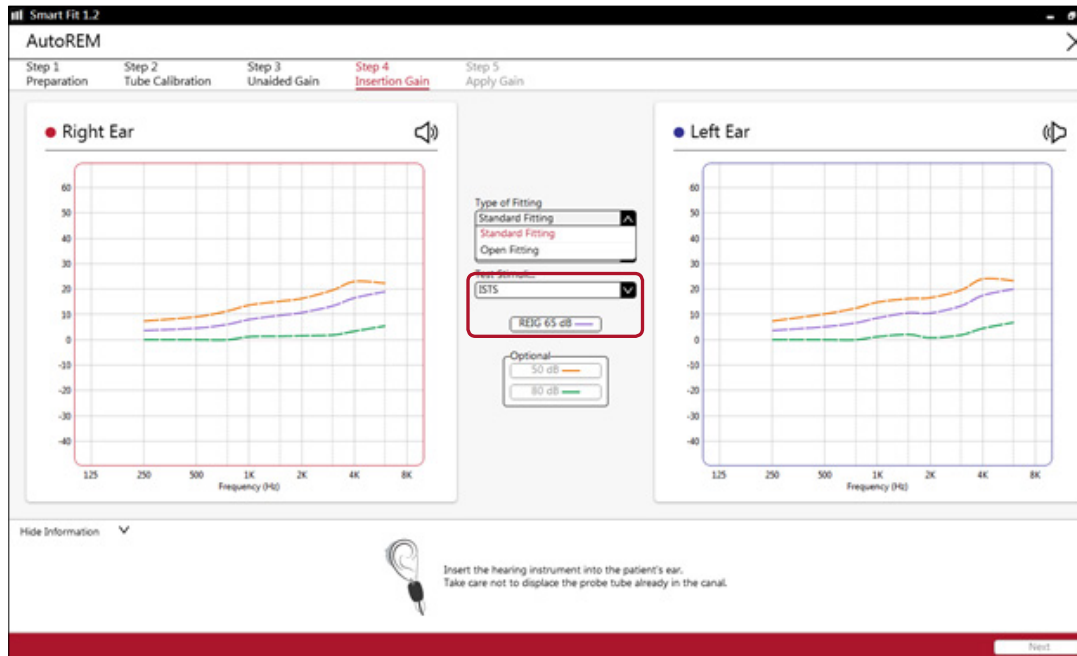 Smart Fit 1.2
AutoREM
Step 1
Preparation
Step 2
Tube Calibration
Step 3
Unaided Gain
Step 4
Insertion Gain
Step 5
Apply Gain
Right Ear
60
50
40
30
20
10
0
-10
-20
-30
-40
125 250 500 1K 2K 4K 8K
Frequency (Hz)
Type of Fitting
Standard Fitting
Standard Fitting
Open Fitting
Test Stimuli...
ISTS
REIG 65 dB
Optional
50 dB
80 dB
Left Ear
60
50
40
30
20
10
0
-10
-20
-30
-40
125 250 500 1K 2K 4K 8K
Frequency (Hz)
Hide Information
Insert the hearing instrument into the patient's ear.
Take care not to displace the probe tube already in the canal.
Next